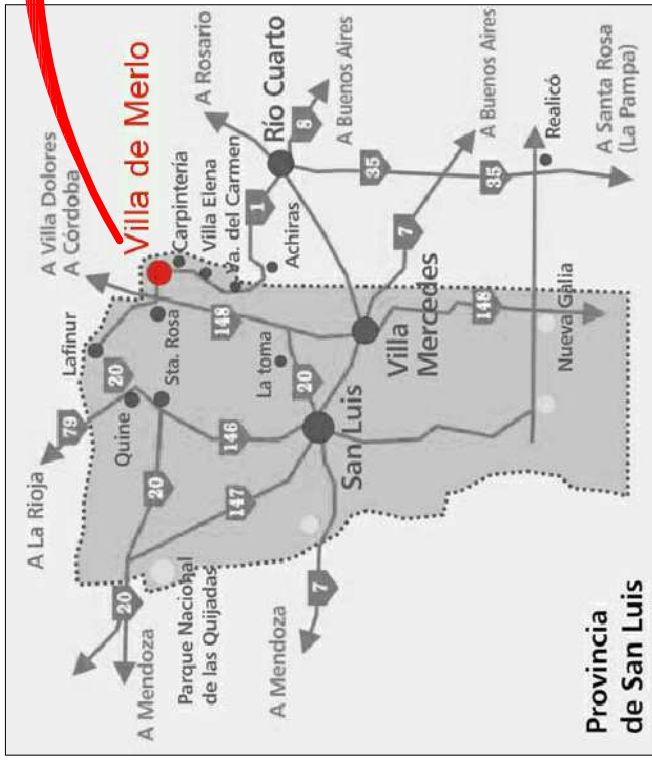 A La Rioja
A Villa Dolores
A Córdoba
79
Lafinur
20
Quine
Villa de Merlo
20
A Mendoza
20
Sta. Rosa
Sta. Rosa
Carpintería
Villa Elena
Va. del Carmen
A Rosario
Parque Nacional
de las Quijadas
147
146
148
La toma
1
Achiras
Río Cuarto
A Mendoza
7
20
San Luis
8
A Buenos Aires
Villa
Mercedes
35
7
A Buenos Aires
148
35
Nueva Galia
Realicó
A Santa Rosa
(La Pampa)
Provincia
de San Luis